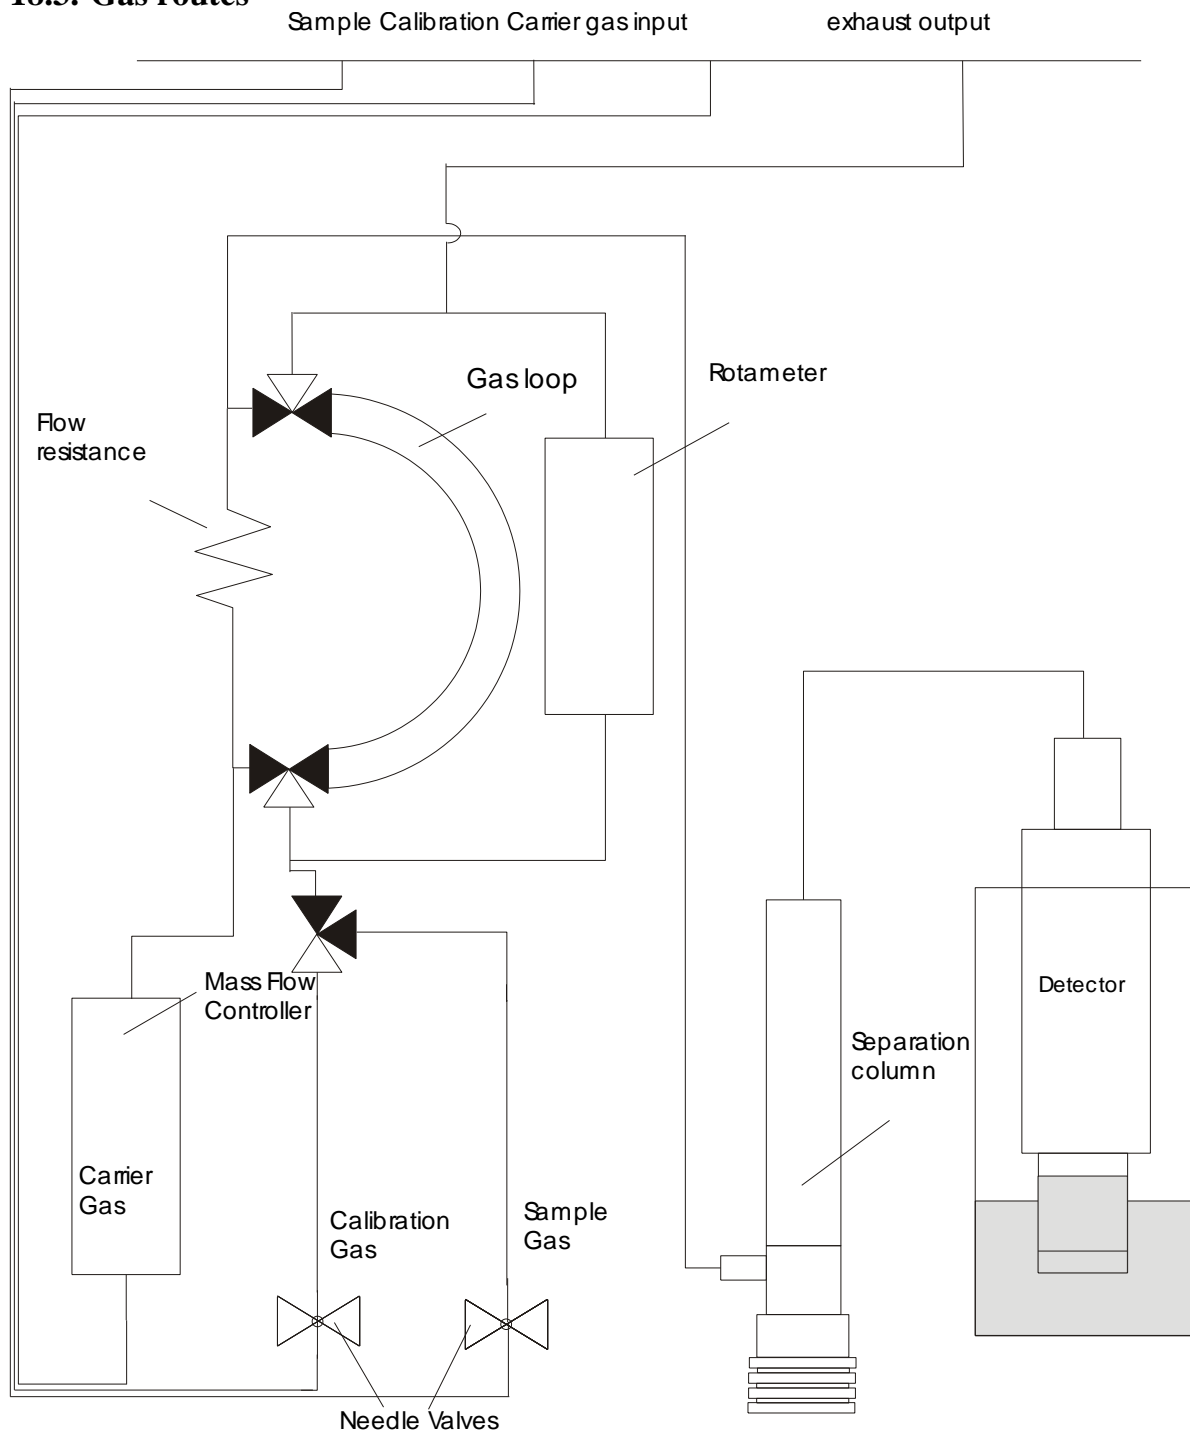 18.3. Gas routes
Sample Calibration Carrier gas input
exhaust output
Gas loop
Rotameter
Flow
resistance
Mass Flow
Controller
Detector
Separation
column
Carrier
Gas
Calibration
Gas
Sample
Gas
Needle Valves